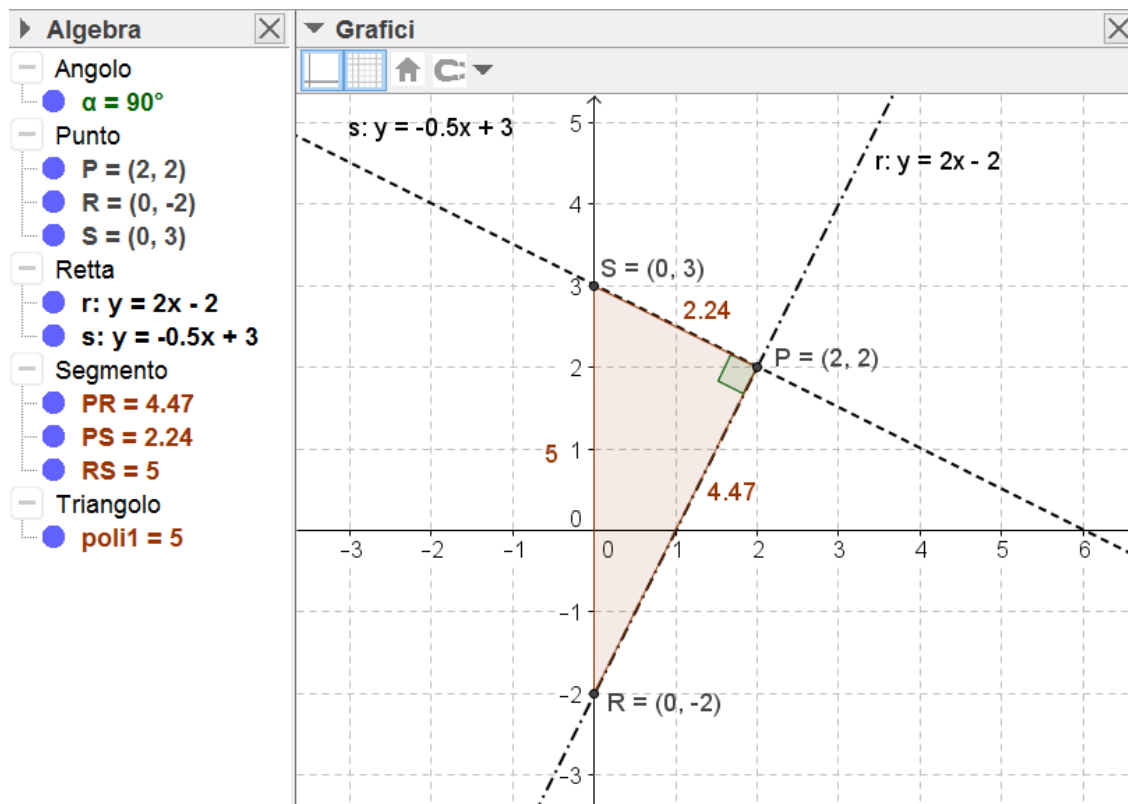 Algebra
Angolo
α = 90°
Punto
P = (2, 2)
R = (0, -2)
S = (0, 3)
Retta
r: y = 2x - 2
s: y = -0.5x + 3
Segmento
PR = 4.47
PS = 2.24
RS = 5
Triangolo
poli1 = 5
Grafici
s: y = -0.5x + 3
5
r: y = 2x - 2
4
S = (0, 3)
3
2.24
P = (2, 2)
2
5
1
4.47
0
−3 −2 −1 0 1 2 3 4 5 6
−1
−2
R = (0, -2)
−3